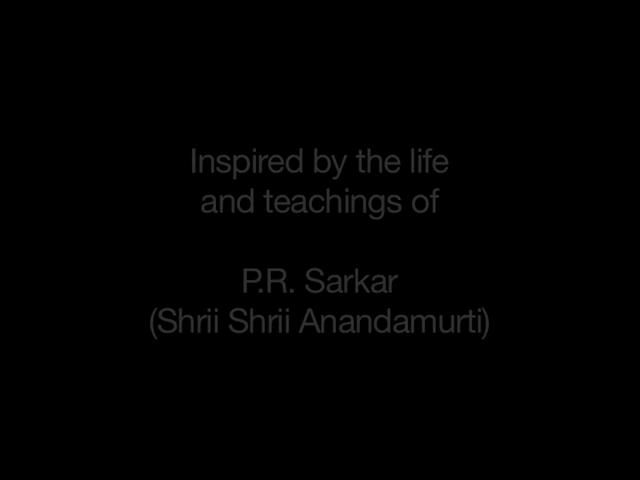 Inspired by the life
and teachings of
P.R. Sarkar
(Shrii Shrii Anandamurti)